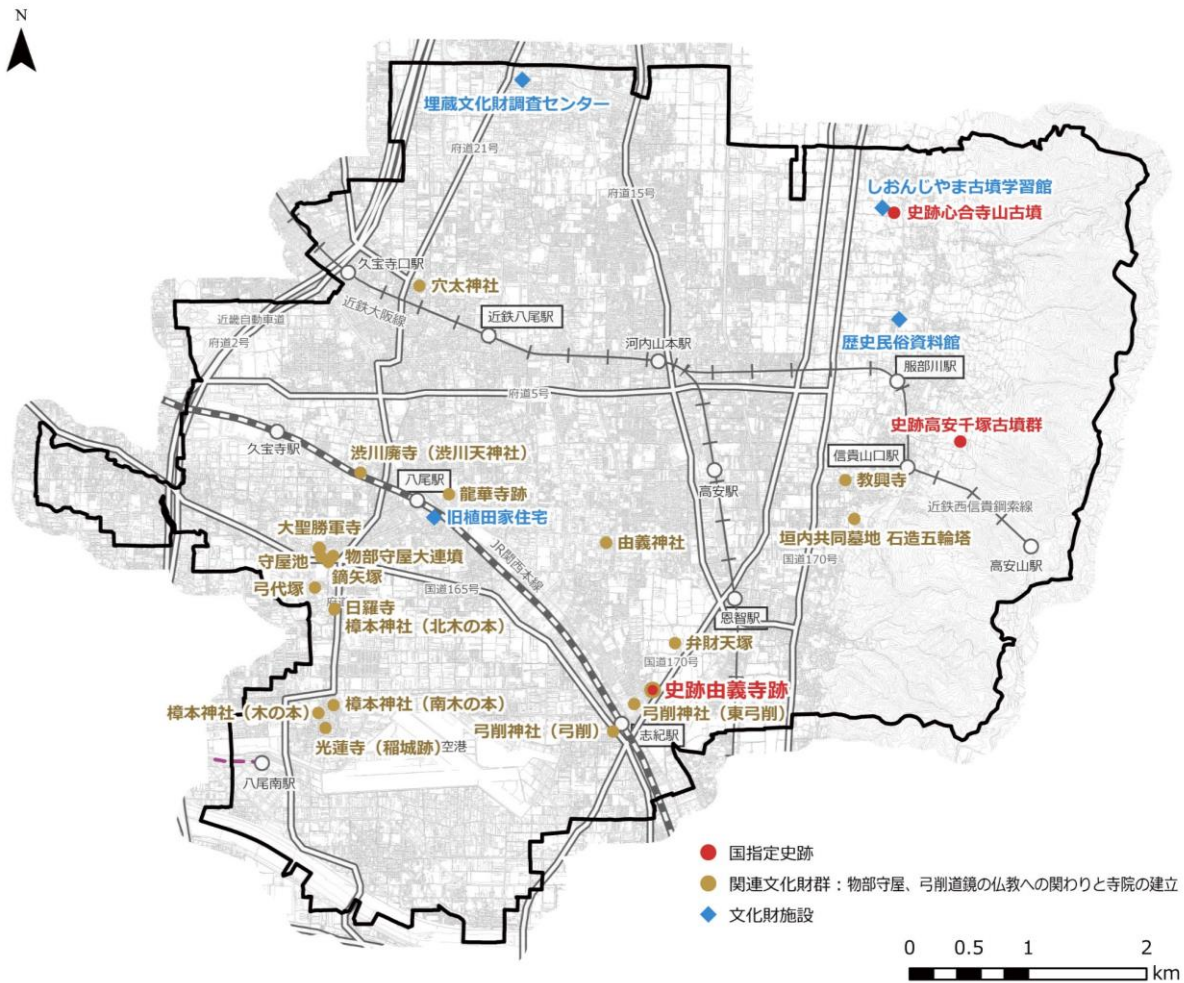 N
埋蔵文化財調査センター
府道21号
府道15号
しおんじやま古墳学習館
史跡心合寺山古墳
久宝寺口駅
穴太神社
近鉄大阪線
近鉄八尾駅
近畿自動車道
府道2号
河内山本駅
歴史民俗資料館
服部川駅
府道5号
史跡高安千塚古墳群
久宝寺駅
渋川廃寺（渋川天神社）
信貴山口駅
八尾駅
龍華寺跡
高安駅
教興寺
近鉄西信貴鋼索線
旧植田家住宅
大聖勝軍寺
由義神社
垣内共同墓地 石造五輪塔
守屋池
物部守屋大連墳
JR関西本線
国道170号
高安山駅
鏑矢塚
弓代塚
国道165号
府道
日羅寺
恩智駅
樟本神社（北木の本）
弁財天塚
国道170号
史跡由義寺跡
樟本神社（南木の本）
樟本神社（木の本）
弓削神社（東弓削）
弓削神社（弓削）
志紀駅
光蓮寺（稲城跡）
空港
八尾南駅
国指定史跡
関連文化財群：物部守屋、弓削道鏡の仏教への関わりと寺院の建立
文化財施設
0 0.5 1 2
km